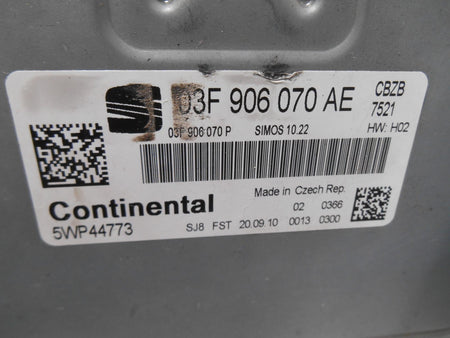 03F 906 070 AE CBZB
7521
03F 906 070 P SIMOS 10.22 HW: H02
Continental Made in Czech Rep.
02 0366
5WP44773 SJ8 FST 20.09.10 0013 0300